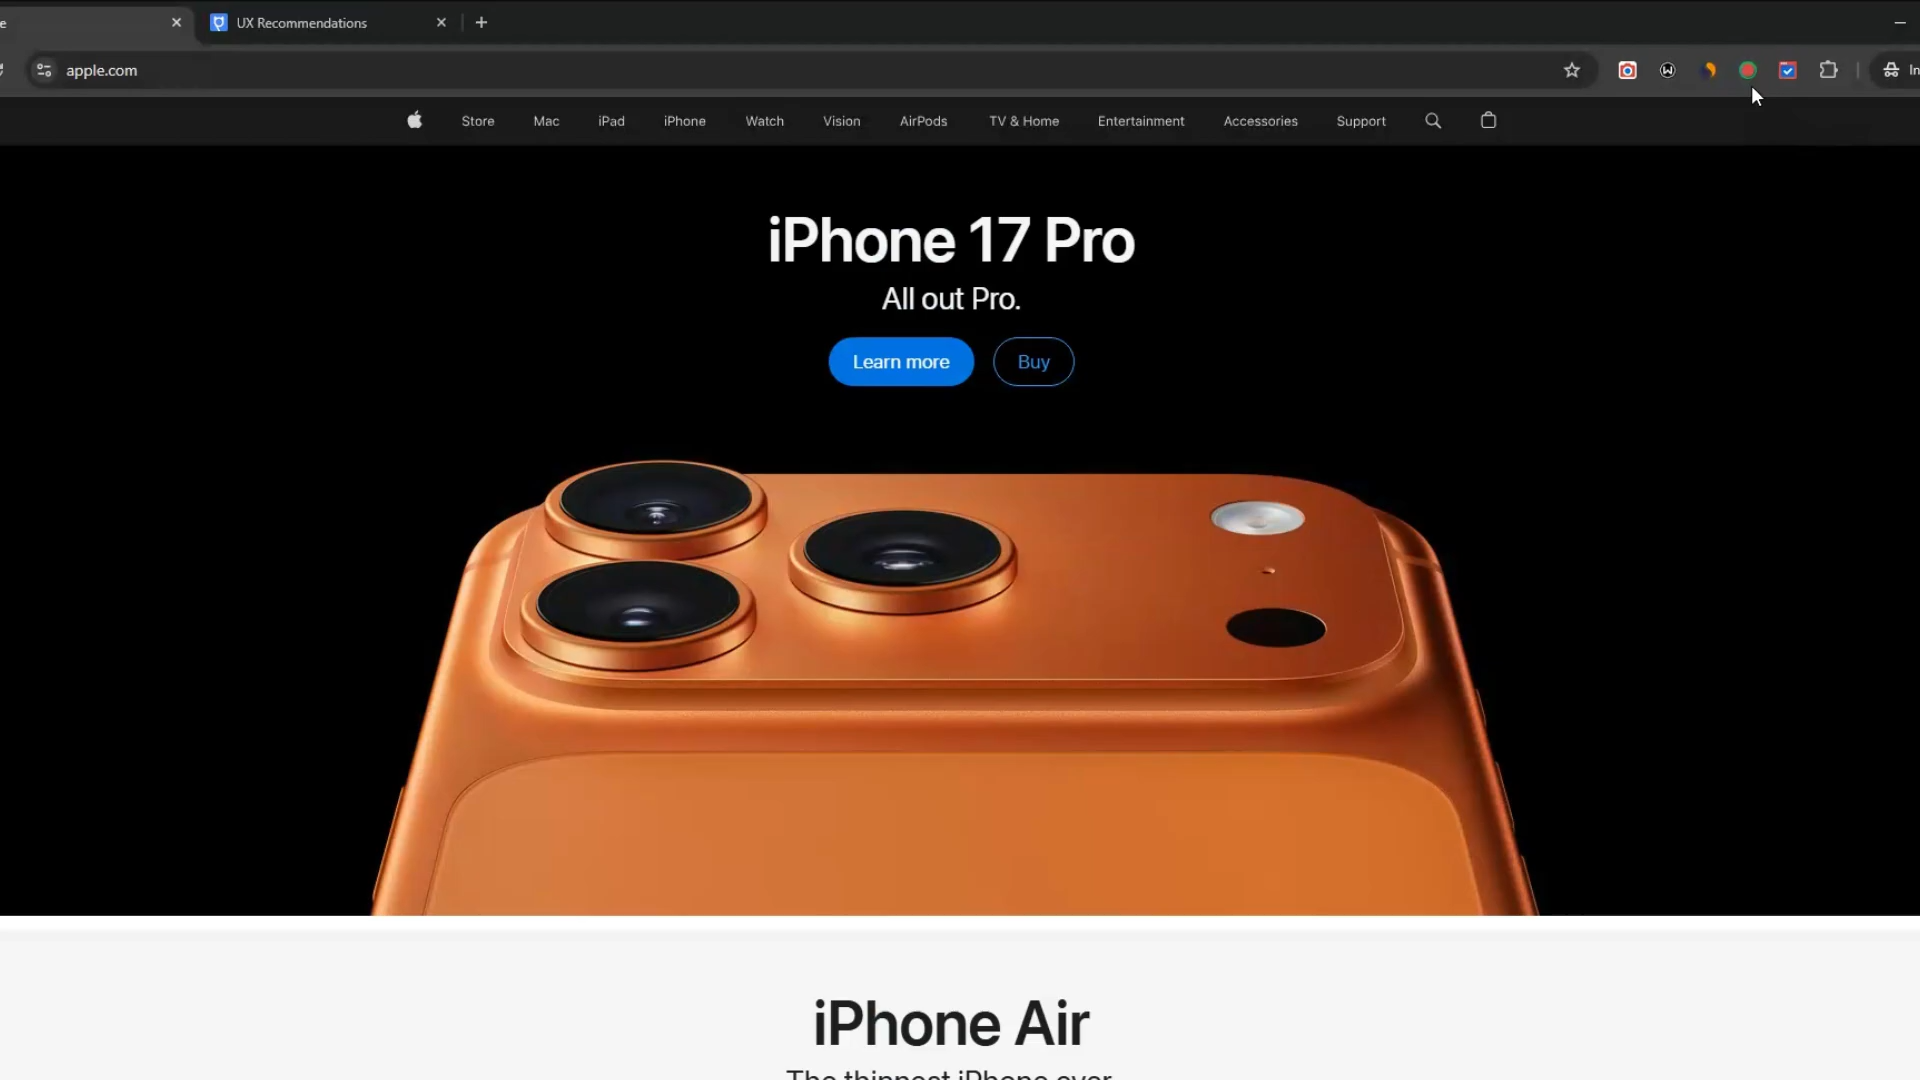 e
UX Recommendations
apple.com
In
Store Mac iPad iPhone Watch Vision AirPods TV & Home Entertainment Accessories Support
iPhone 17 Pro
All out Pro.
Learn more Buy
iPhone Air
The thinnest iPhone ever